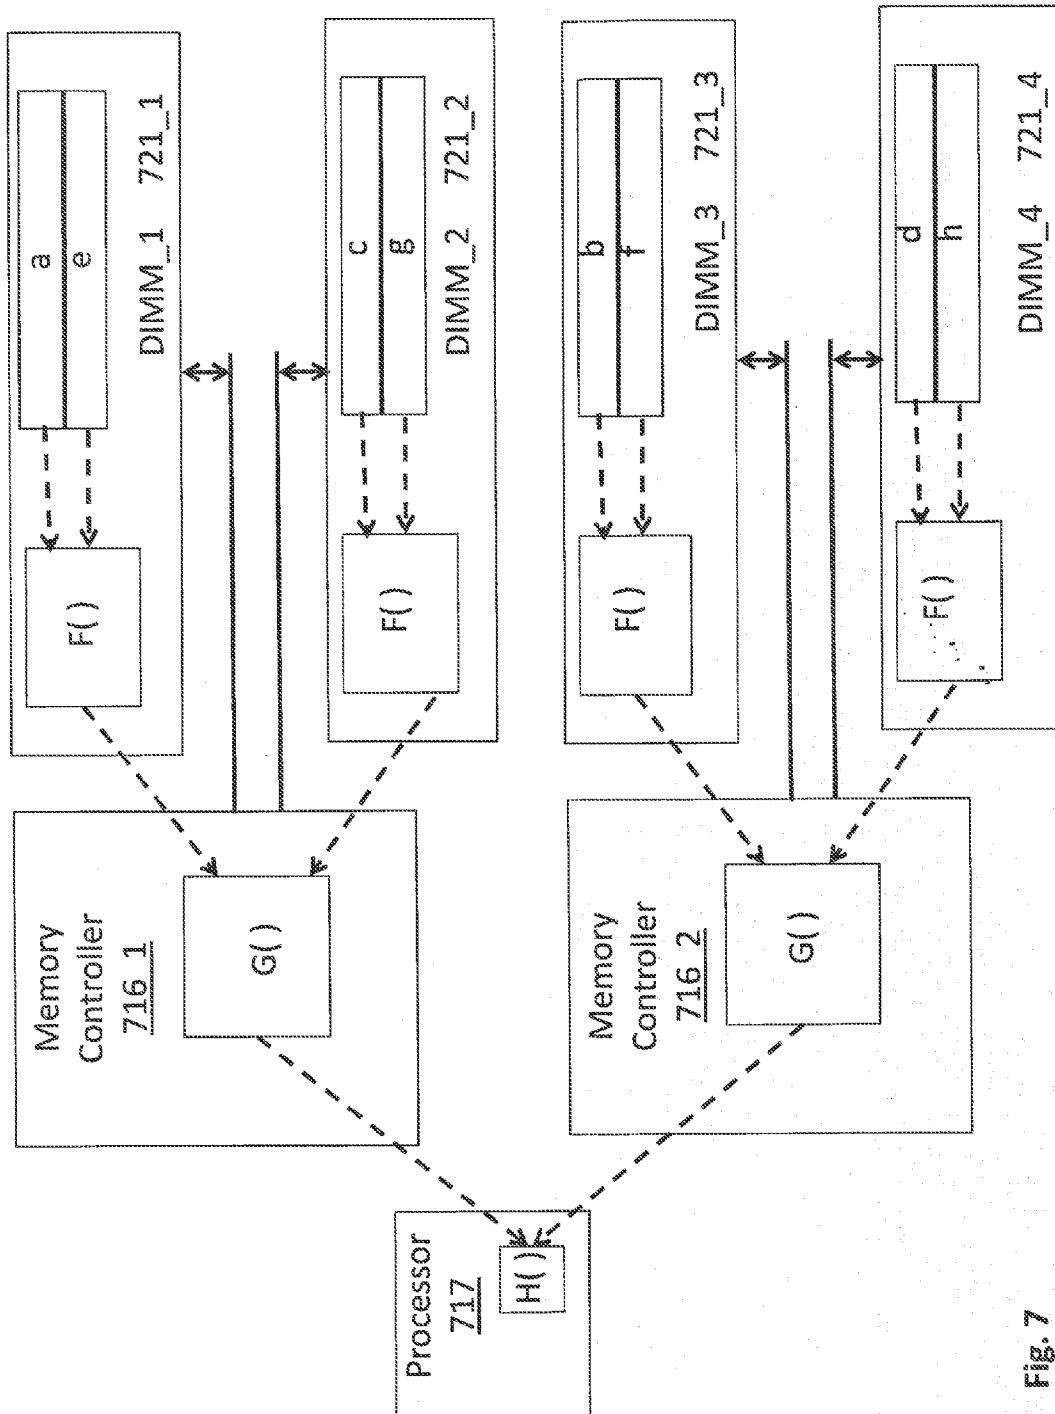 a
e
DIMM_1 721_1
F( )
c
g
DIMM_2 721_2
F( )
b
f
DIMM_3 721_3
F( )
d
h
DIMM_4 721_4
F( )
Memory
Controller
716_1
G( )
Memory
Controller
716_2
G( )
Processor
717
H( )
Fig. 7